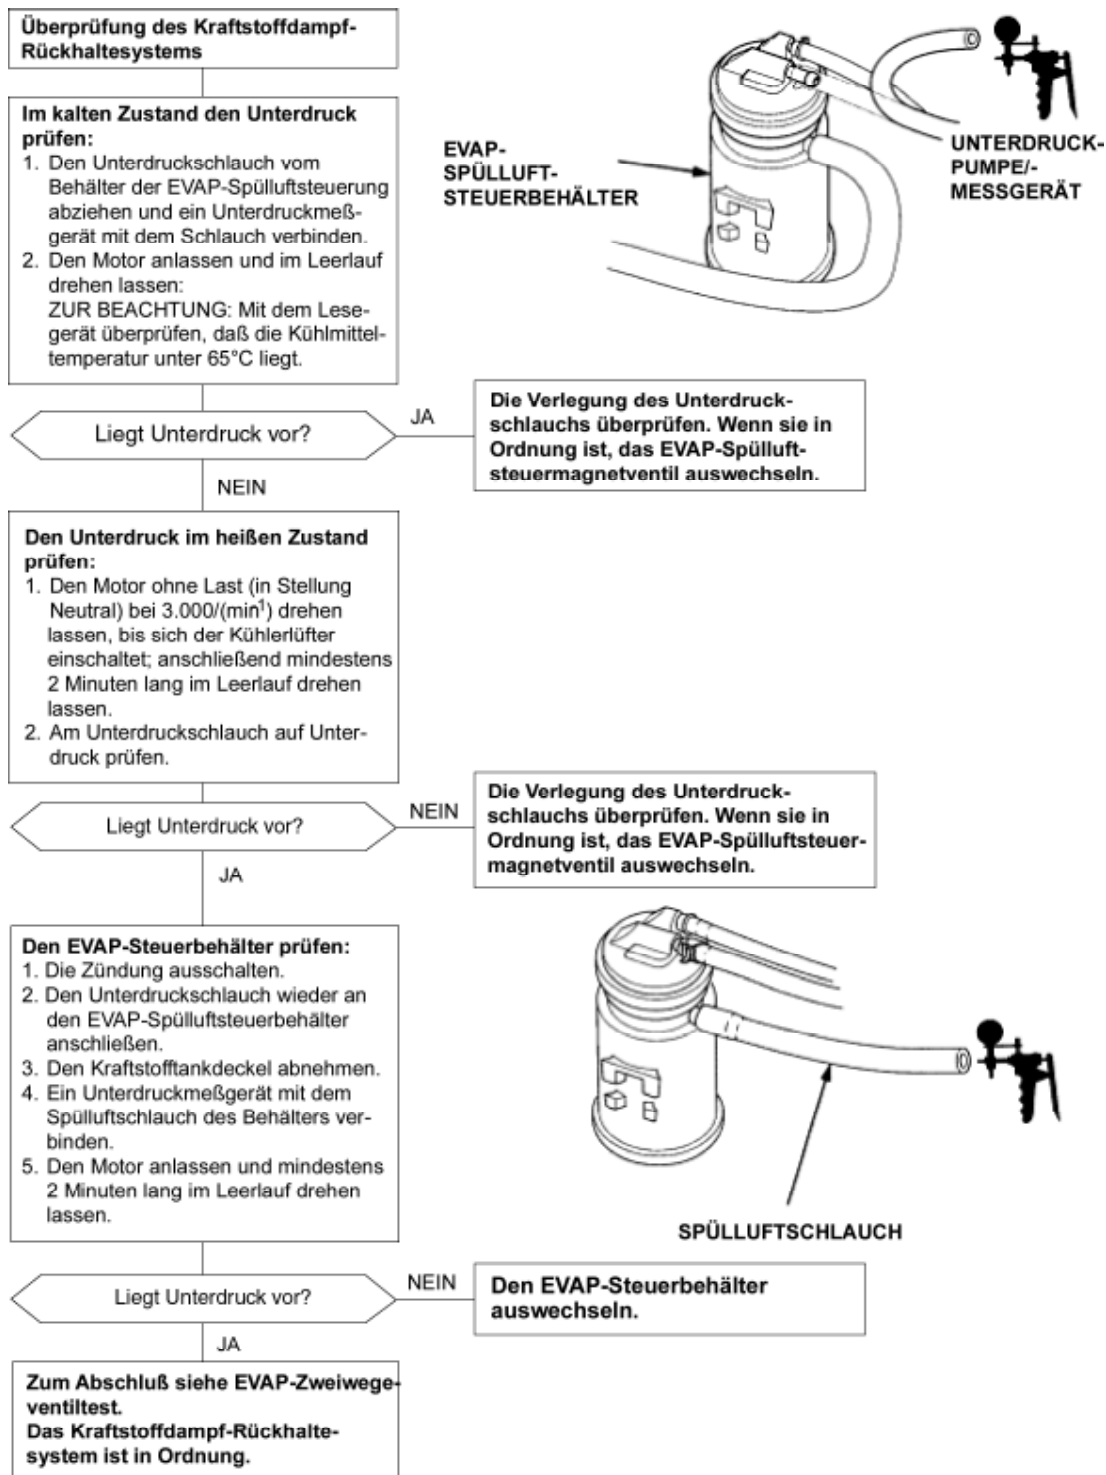 Überprüfung des Kraftstoffdampf-
Rückhaltesystems
Im kalten Zustand den Unterdruck
prüfen:
1. Den Unterdruckschlauch vom
Behälter der EVAP-Spülluftsteuerung
abziehen und ein Unterdruckmeß-
gerät mit dem Schlauch verbinden.
2. Den Motor anlassen und im Leerlauf
drehen lassen:
ZUR BEACHTUNG: Mit dem Lese-
gerät überprüfen, daß die Kühlmittel-
temperatur unter 65°C liegt.
EVAP-
SPÜLLUFT-
STEUERBEHÄLTER
UNTERDRUCK-
PUMPE/-
MESSGERÄT
Liegt Unterdruck vor?
JA
Die Verlegung des Unterdruck-
schlauchs überprüfen. Wenn sie in
Ordnung ist, das EVAP-Spülluft-
steuermagnetventil auswechseln.
NEIN
Den Unterdruck im heißen Zustand
prüfen:
1. Den Motor ohne Last (in Stellung
Neutral) bei 3.000/(min¹) drehen
lassen, bis sich der Kühlerlüfter
einschaltet; anschließend mindestens
2 Minuten lang im Leerlauf drehen
lassen.
2. Am Unterdruckschlauch auf Unter-
druck prüfen.
Liegt Unterdruck vor?
NEIN
Die Verlegung des Unterdruck-
schlauchs überprüfen. Wenn sie in
Ordnung ist, das EVAP-Spülluftsteuer-
magnetventil auswechseln.
JA
Den EVAP-Steuerbehälter prüfen:
1. Die Zündung ausschalten.
2. Den Unterdruckschlauch wieder an
den EVAP-Spülluftsteuerbehälter
anschließen.
3. Den Kraftstofftankdeckel abnehmen.
4. Ein Unterdruckmeßgerät mit dem
Spülluftschlauch des Behälters ver-
binden.
5. Den Motor anlassen und mindestens
2 Minuten lang im Leerlauf drehen
lassen.
SPÜLLUFTSCHLAUCH
Liegt Unterdruck vor?
NEIN
Den EVAP-Steuerbehälter
auswechseln.
JA
Zum Abschluß siehe EVAP-Zweiwege-
ventiltest.
Das Kraftstoffdampf-Rückhalte-
system ist in Ordnung.